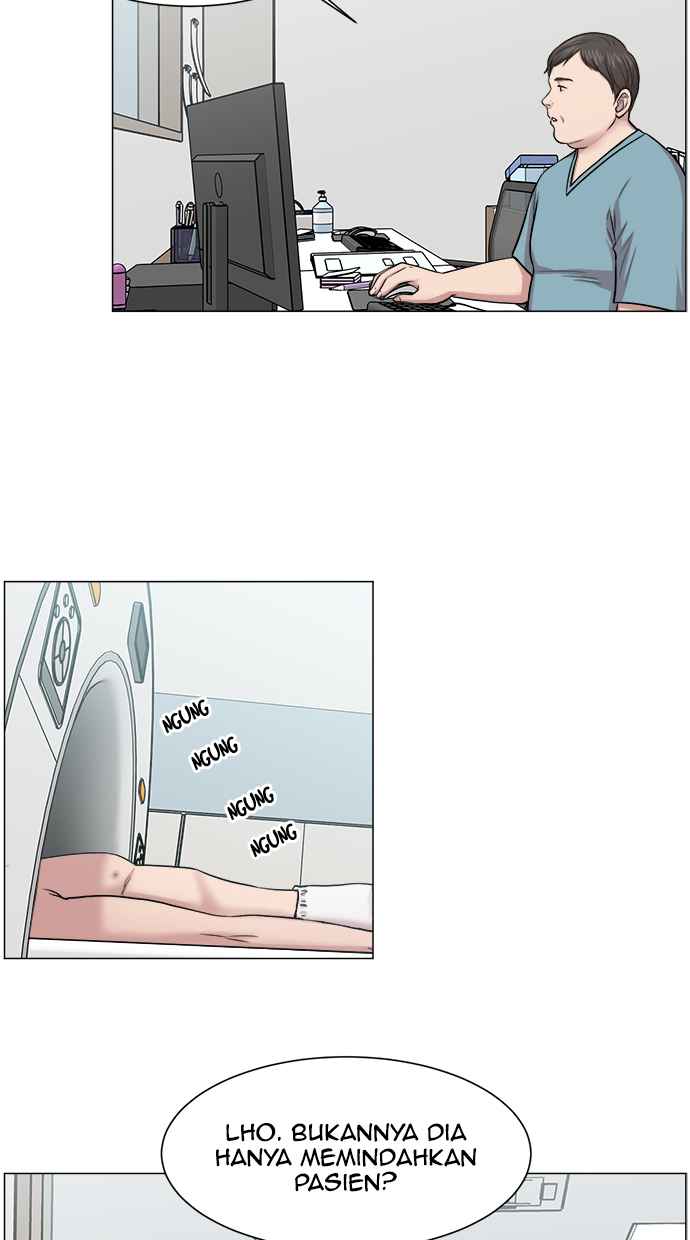 NGUNG
NGUNG
NGUNG
NGUNG
LHO. BUKANNYA DIA
HANYA MEMINDAHKAN
PASIEN?